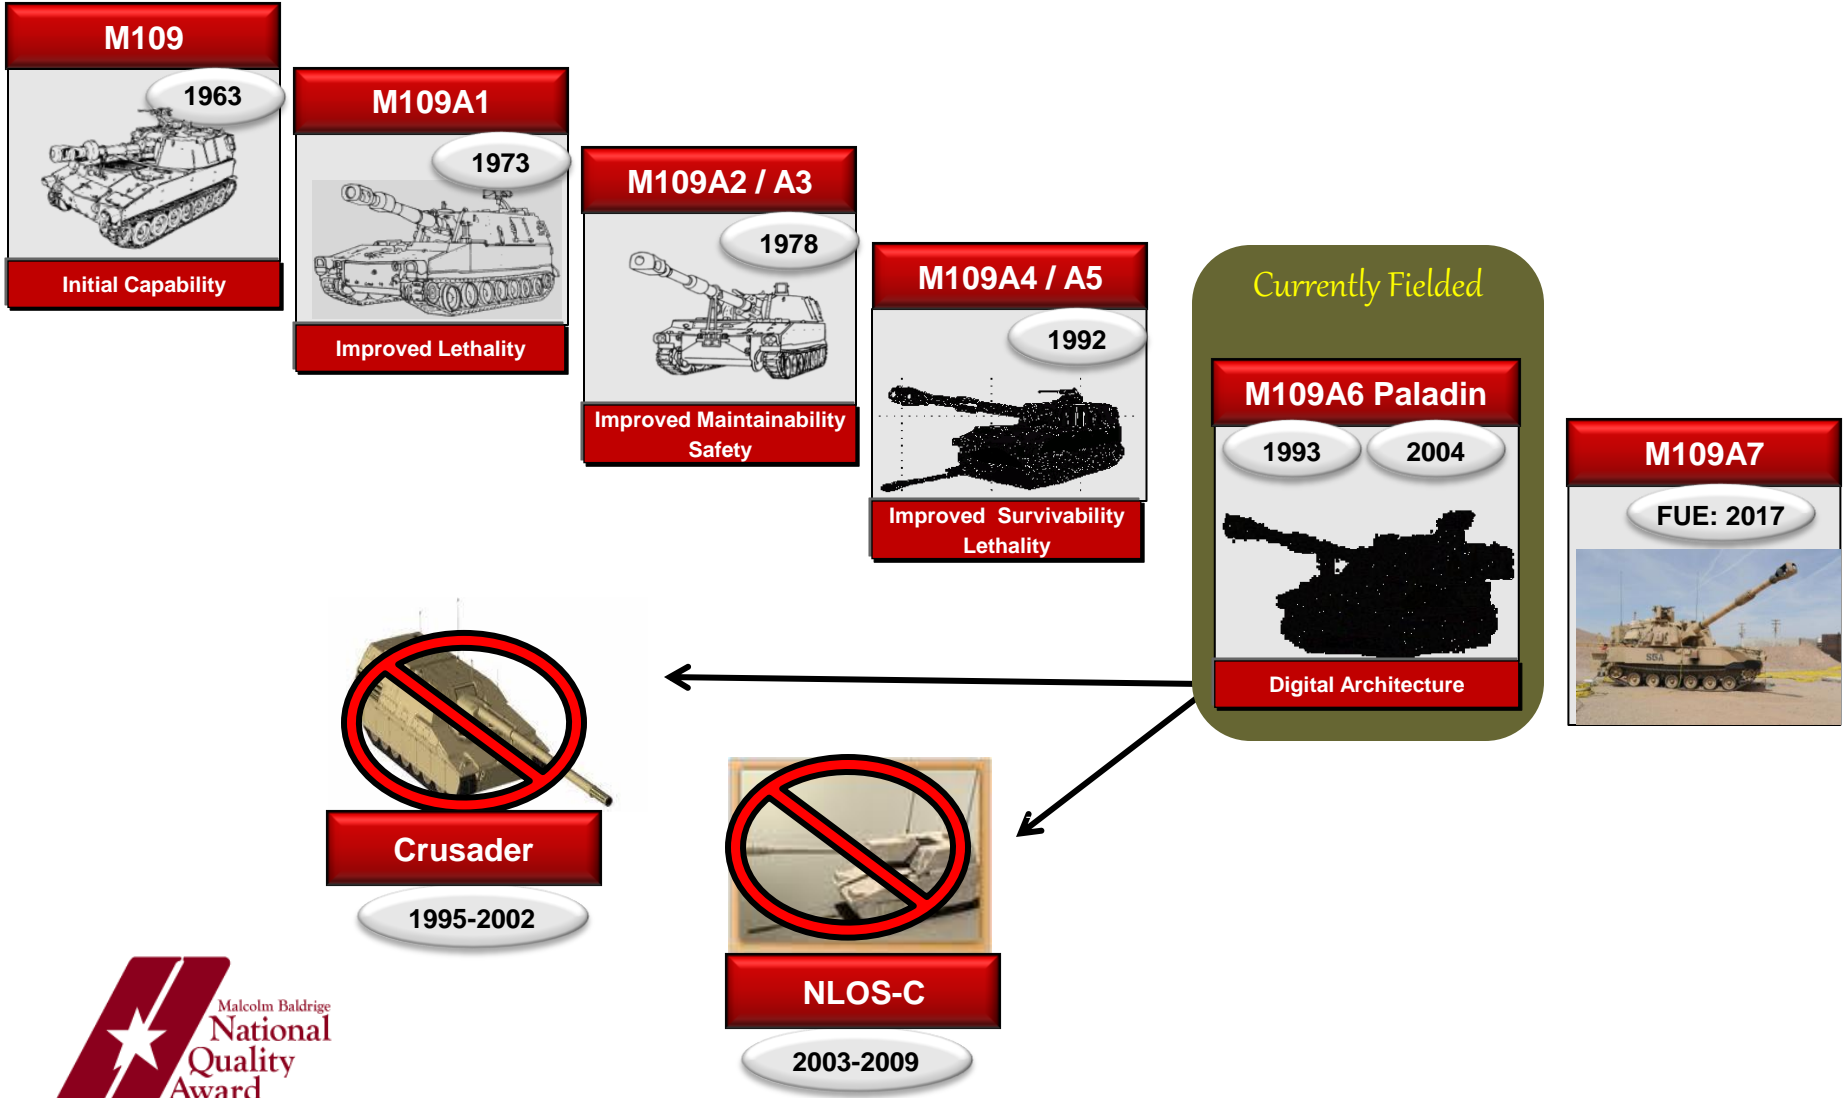 M109
1963
Initial Capability
M109A1
1973
Improved Lethality
M109A2 / A3
1978
Improved Maintainability
Safety
M109A4 / A5
1992
Improved Survivability
Lethality
Currently Fielded
M109A6 Paladin
1993
2004
Digital Architecture
M109A7
FUE: 2017
Crusader
1995-2002
NLOS-C
2003-2009
Malcolm Baldrige
National
Quality
Award